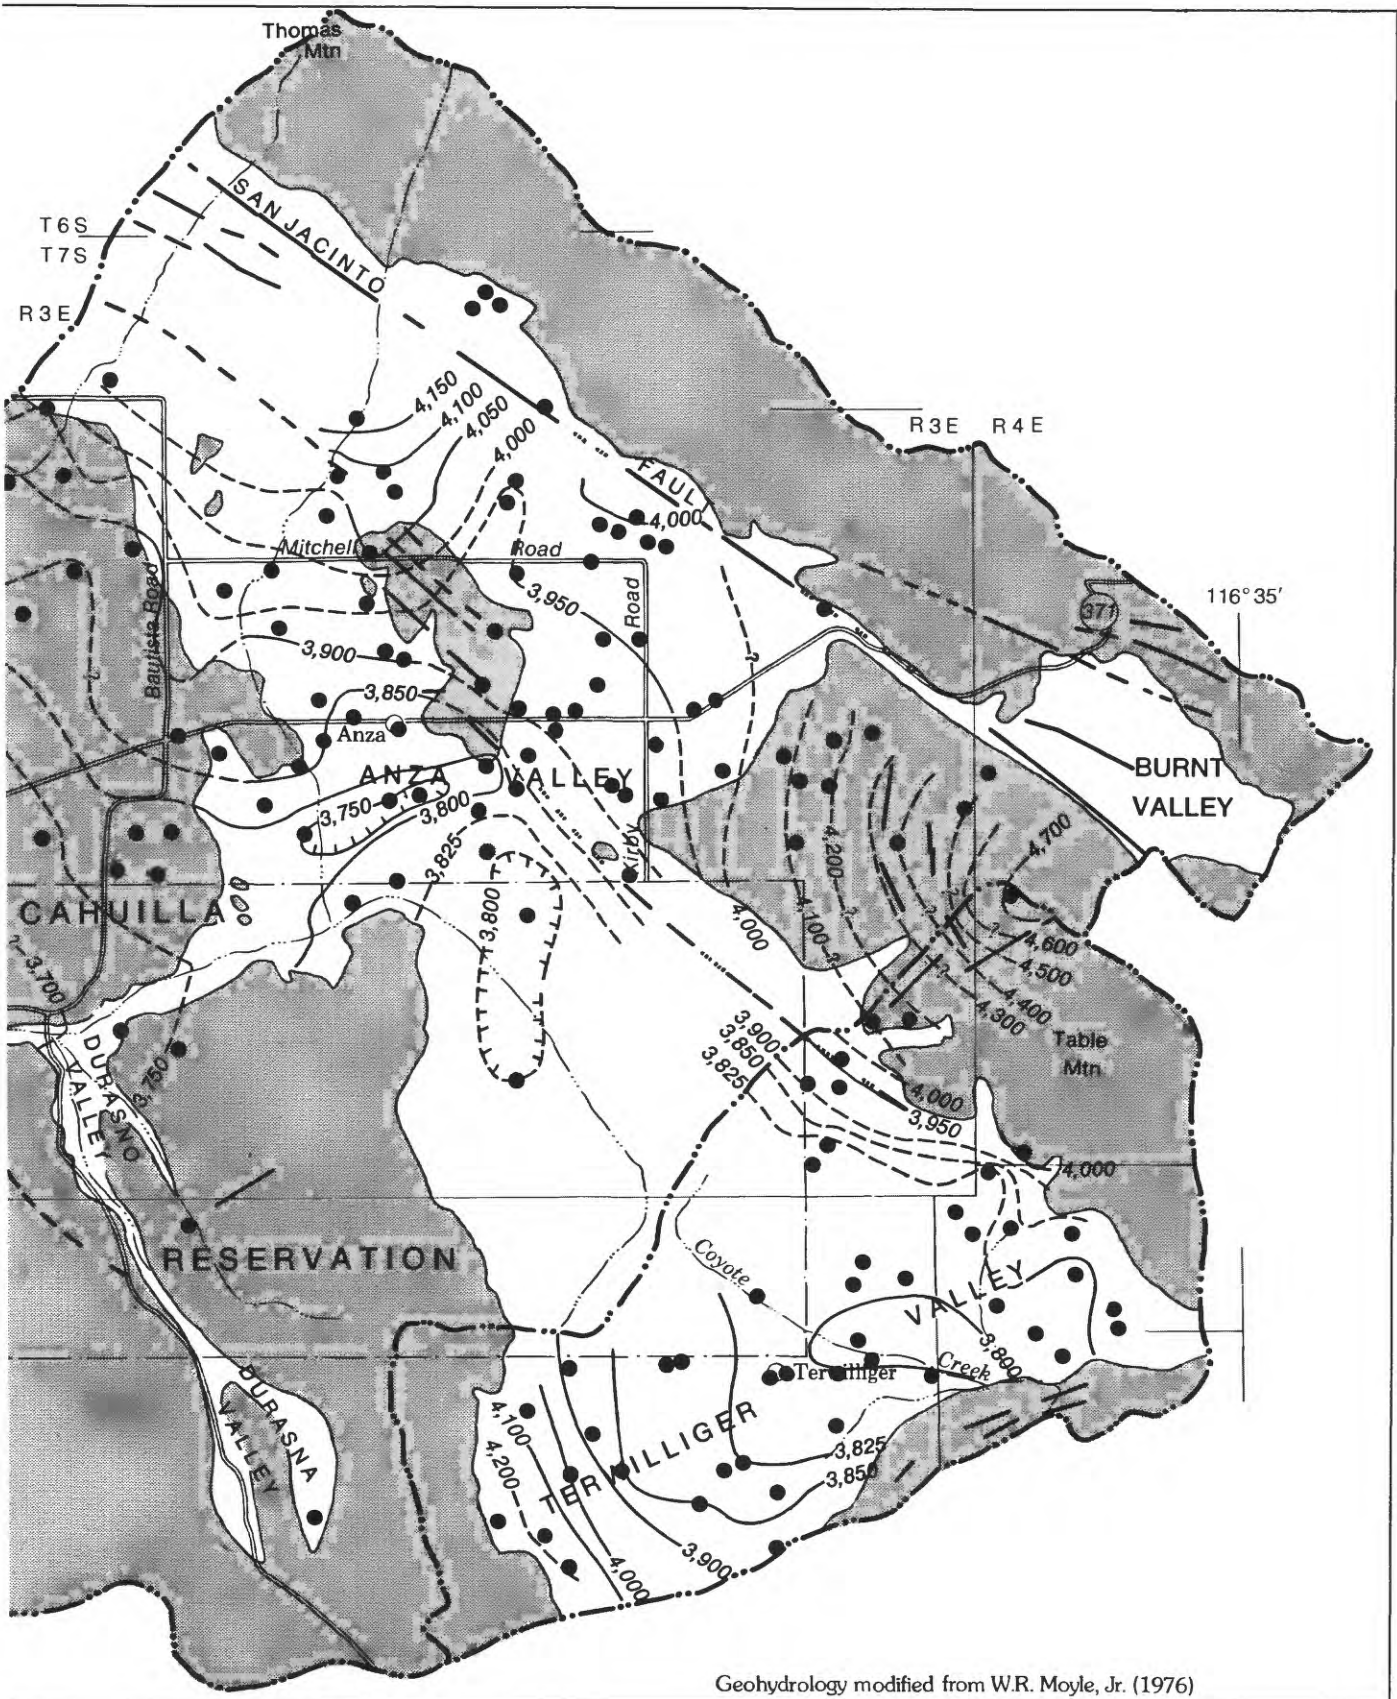 Thomas
Mtn
SAN JACINTO
T6S
T7S
R3E
4,150
4,100
4,050
4,000
R3E R4E
FAUL
4,000
Mitchell Road
3,950
Road
371
116°35'
Bautista Road
?
3,900
?
3,850
Anza
ANZA VALLEY
BURNT
VALLEY
3,750
3,800
3,825
Kirby
4,200
4,700
3,800
CAHUILLA
4,000
4,100
?
?
?
4,600
4,500
4,400
4,300
?
?
~3,700
3,900
3,850
3,825
Table
Mtn
DURASNO
VALLEY
3,750
4,000
3,950
4,000
RESERVATION
Coyote
VALLEY
3,800
Creek
Terwilliger
DURASNA
VALLEY
4,100
4,200
TERWILLIGER
3,825
3,850
3,900
4,000
Geohydrology modified from W.R. Moyle, Jr. (1976)